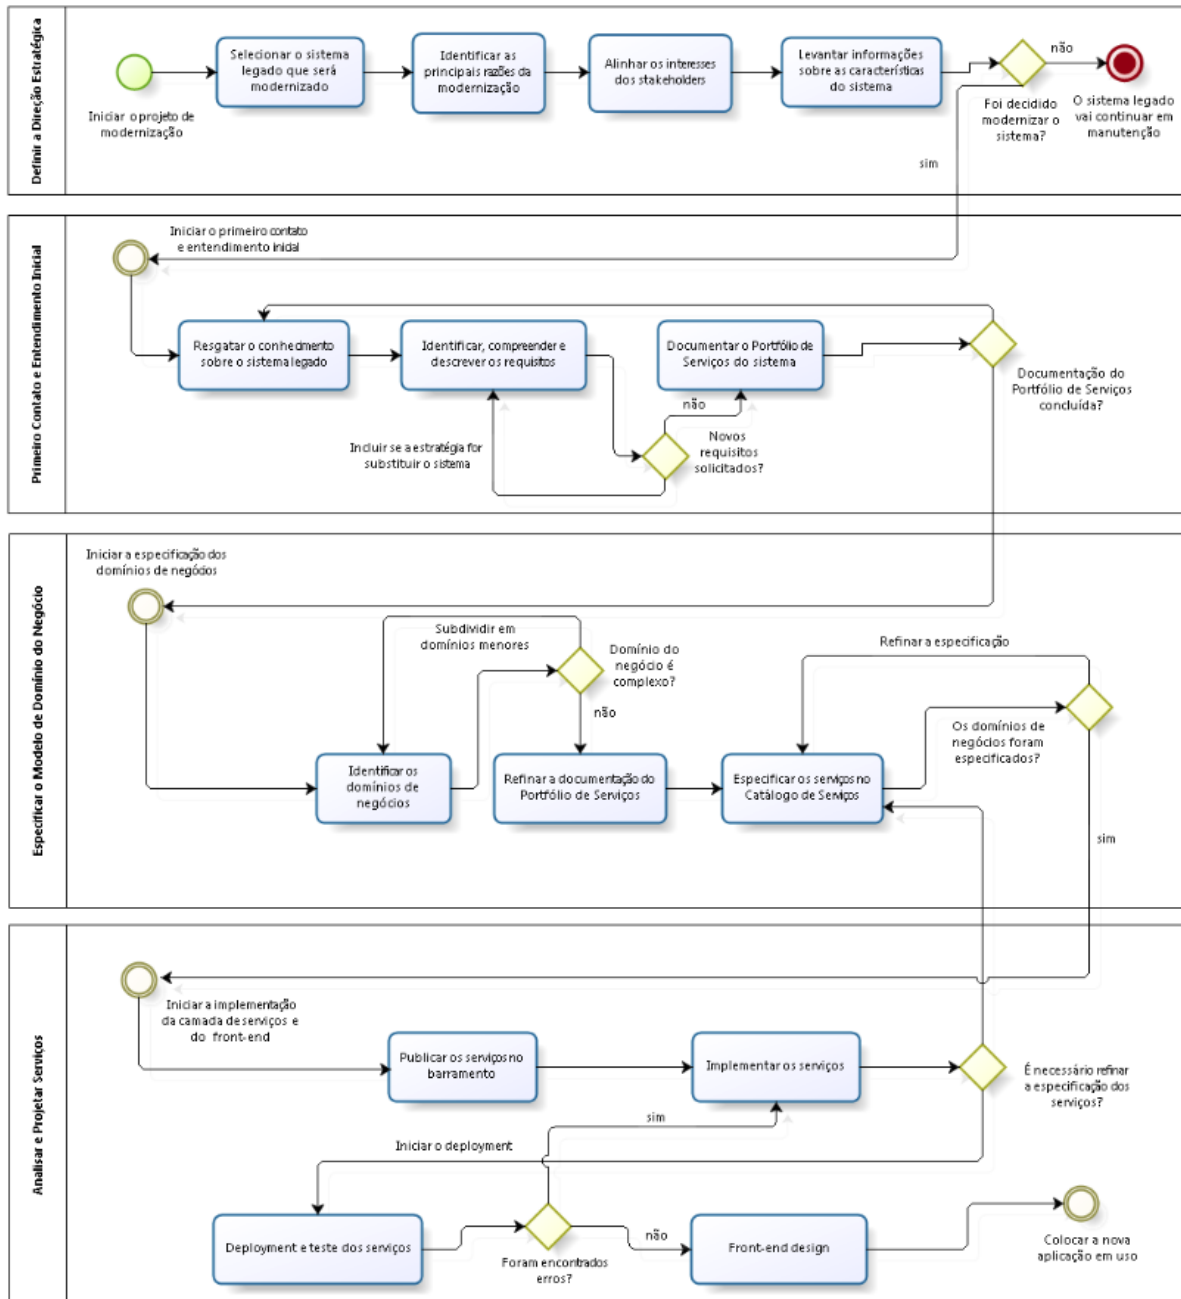 Definir a Direção Estratégica
Iniciar o projeto de
modernização
Selecionar o sistema
legado que será
modernizado
Identificar as
principais razões da
modernização
Alinhar os interesses
dos stakeholders
Levantar informações
sobre as características
do sistema
não
Foi decidido
modernizar o
sistema?
O sistema legado
vai continuar em
manutenção
sim
Primeiro Contato e Entendimento Inicial
Iniciar o primeiro contato
e entendimento inicial
Resgatar o conhecimento
sobre o sistema legado
Identificar, compreender e
descrever os requisitos
Documentar o Portfólio de
Serviços do sistema
Documentação do
Portfólio de Serviços
concluída?
não
Incluir se a estratégia for
substituir o sistema
Novos
requisitos
solicitados?
Especificar o Modelo de Domínio do Negócio
Iniciar a especificação dos
domínios de negócios
Subdividir em
domínios menores
Domínio do
negócio é
complexo?
não
Refinar a especificação
Os domínios de
negócios foram
especificados?
Identificar os
domínios de
negócios
Refinar a documentação do
Portfólio de Serviços
Especificar os serviços no
Catálogo de Serviços
sim
Analisar e Projetar Serviços
Iniciar a implementação
da camada de serviços e
do front-end
Publicar os serviços no
barramento
Implementar os serviços
É necessário refinar
a especificação dos
serviços?
sim
Iniciar o deployment
Deployment e teste dos serviços
Foram encontrados
erros?
não
Front-end design
Colocar a nova
aplicação em uso